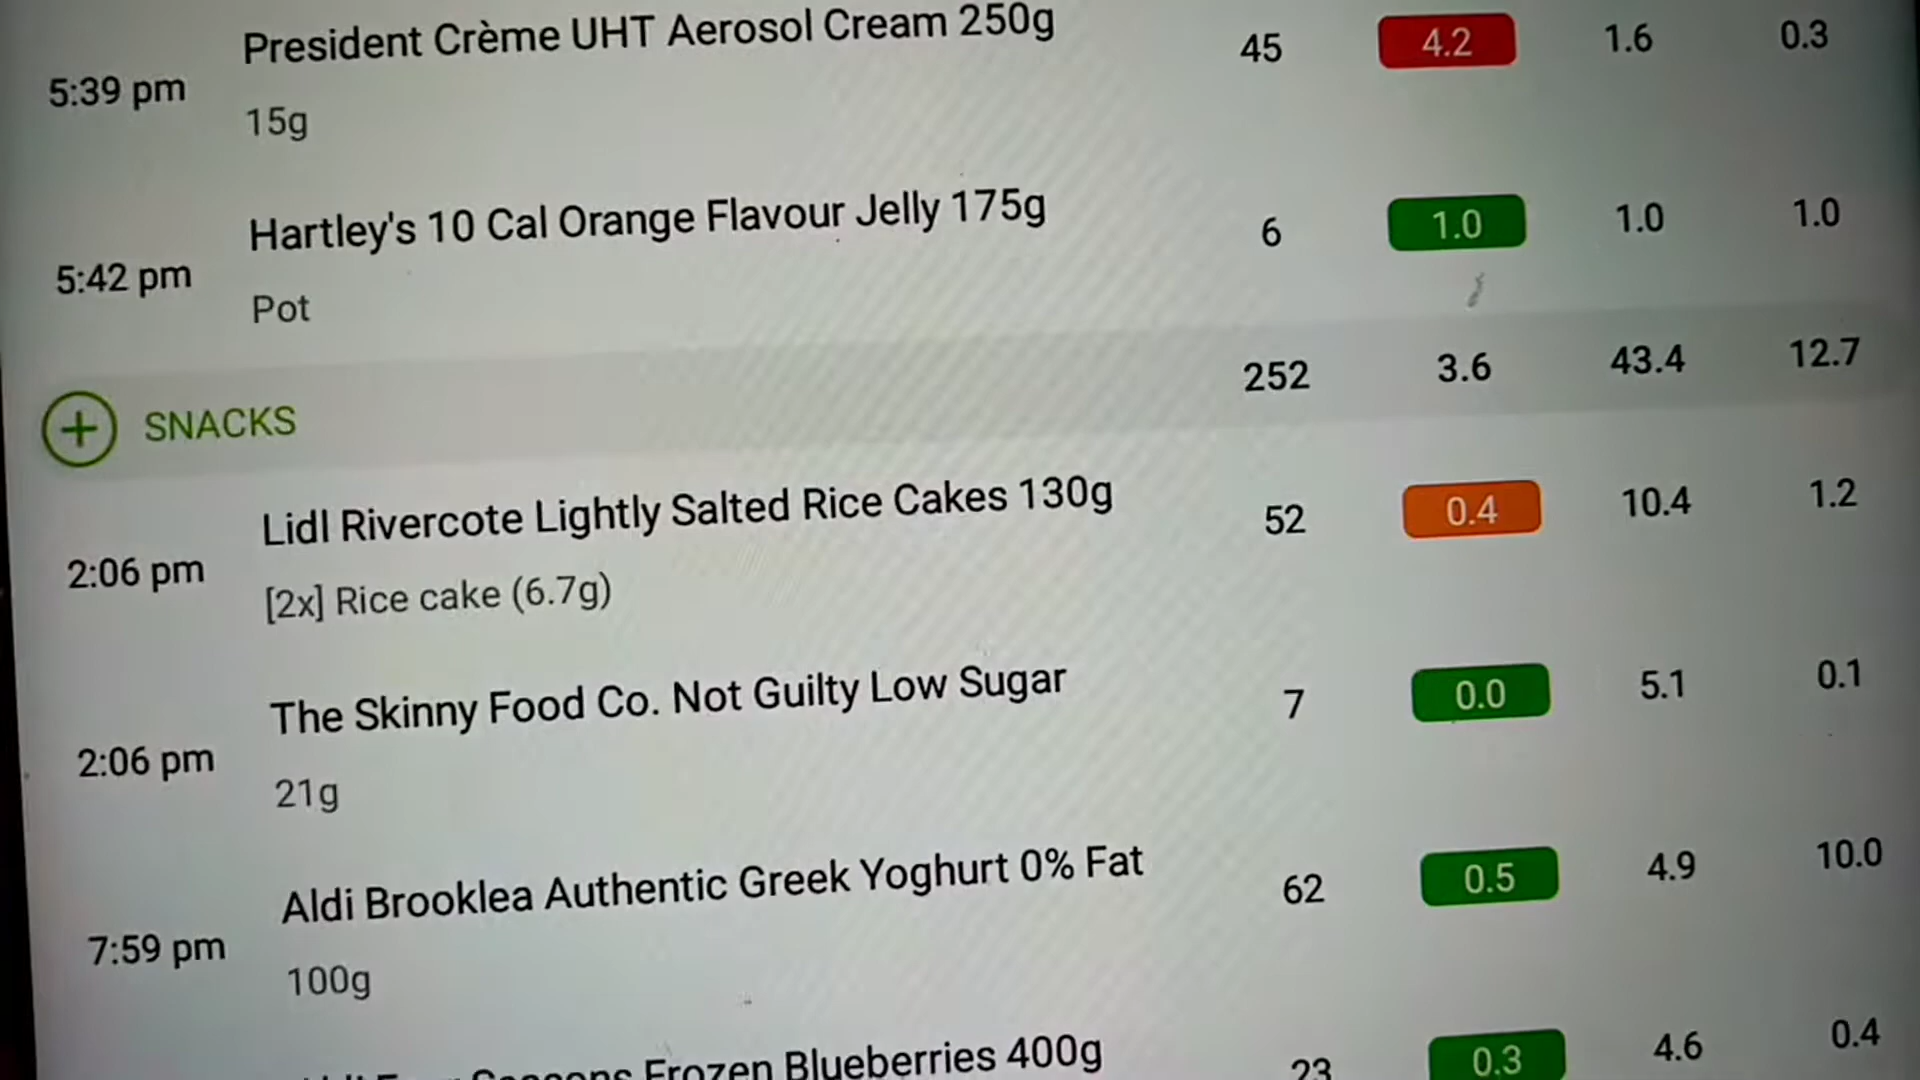 President Crème UHT Aerosol Cream 250g 45 4.2 1.6 0.3
5:39 pm
15g
Hartley's 10 Cal Orange Flavour Jelly 175g 6 1.0 1.0 1.0
5:42 pm
Pot
SNACKS 252 3.6 43.4 12.7
Lidl Rivercote Lightly Salted Rice Cakes 130g 52 0.4 10.4 1.2
2:06 pm
[2x] Rice cake (6.7g)
The Skinny Food Co. Not Guilty Low Sugar 7 0.0 5.1 0.1
2:06 pm
21g
Aldi Brooklea Authentic Greek Yoghurt 0% Fat 62 0.5 4.9 10.0
7:59 pm
100g
Seasons Frozen Blueberries 400g 23 0.3 4.6 0.4